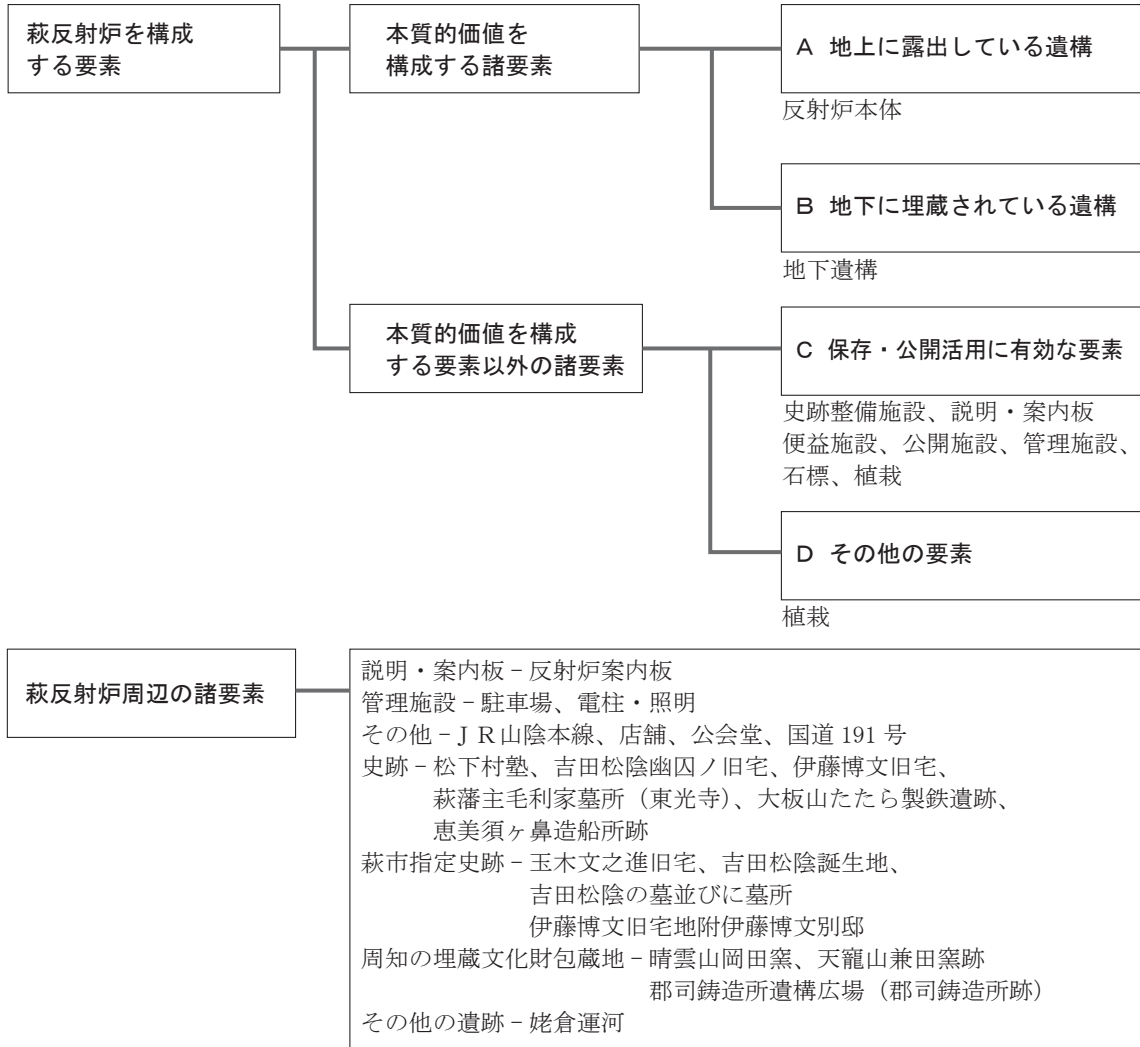 萩反射炉を構成
する要素
本質的価値を
構成する諸要素
A 地上に露出している遺構
反射炉本体
B 地下に埋蔵されている遺構
地下遺構
本質的価値を構成
する要素以外の諸要素
C 保存・公開活用に有効な要素
史跡整備施設、説明・案内板
便益施設、公開施設、管理施設、
石標、植栽
D その他の要素
植栽
萩反射炉周辺の諸要素
説明・案内板－反射炉案内板
管理施設－駐車場、電柱・照明
その他－ＪＲ山陰本線、店舗、公会堂、国道 191 号
史跡－松下村塾、吉田松陰幽囚ノ旧宅、伊藤博文旧宅、
萩藩主毛利家墓所（東光寺）、大板山たたら製鉄遺跡、
恵美須ヶ鼻造船所跡
萩市指定史跡－玉木文之進旧宅、吉田松陰誕生地、
吉田松陰の墓並びに墓所
伊藤博文旧宅地附伊藤博文別邸
周知の埋蔵文化財包蔵地－晴雲山岡田窯、天寵山兼田窯跡
郡司鋳造所遺構広場（郡司鋳造所跡）
その他の遺跡－姥倉運河